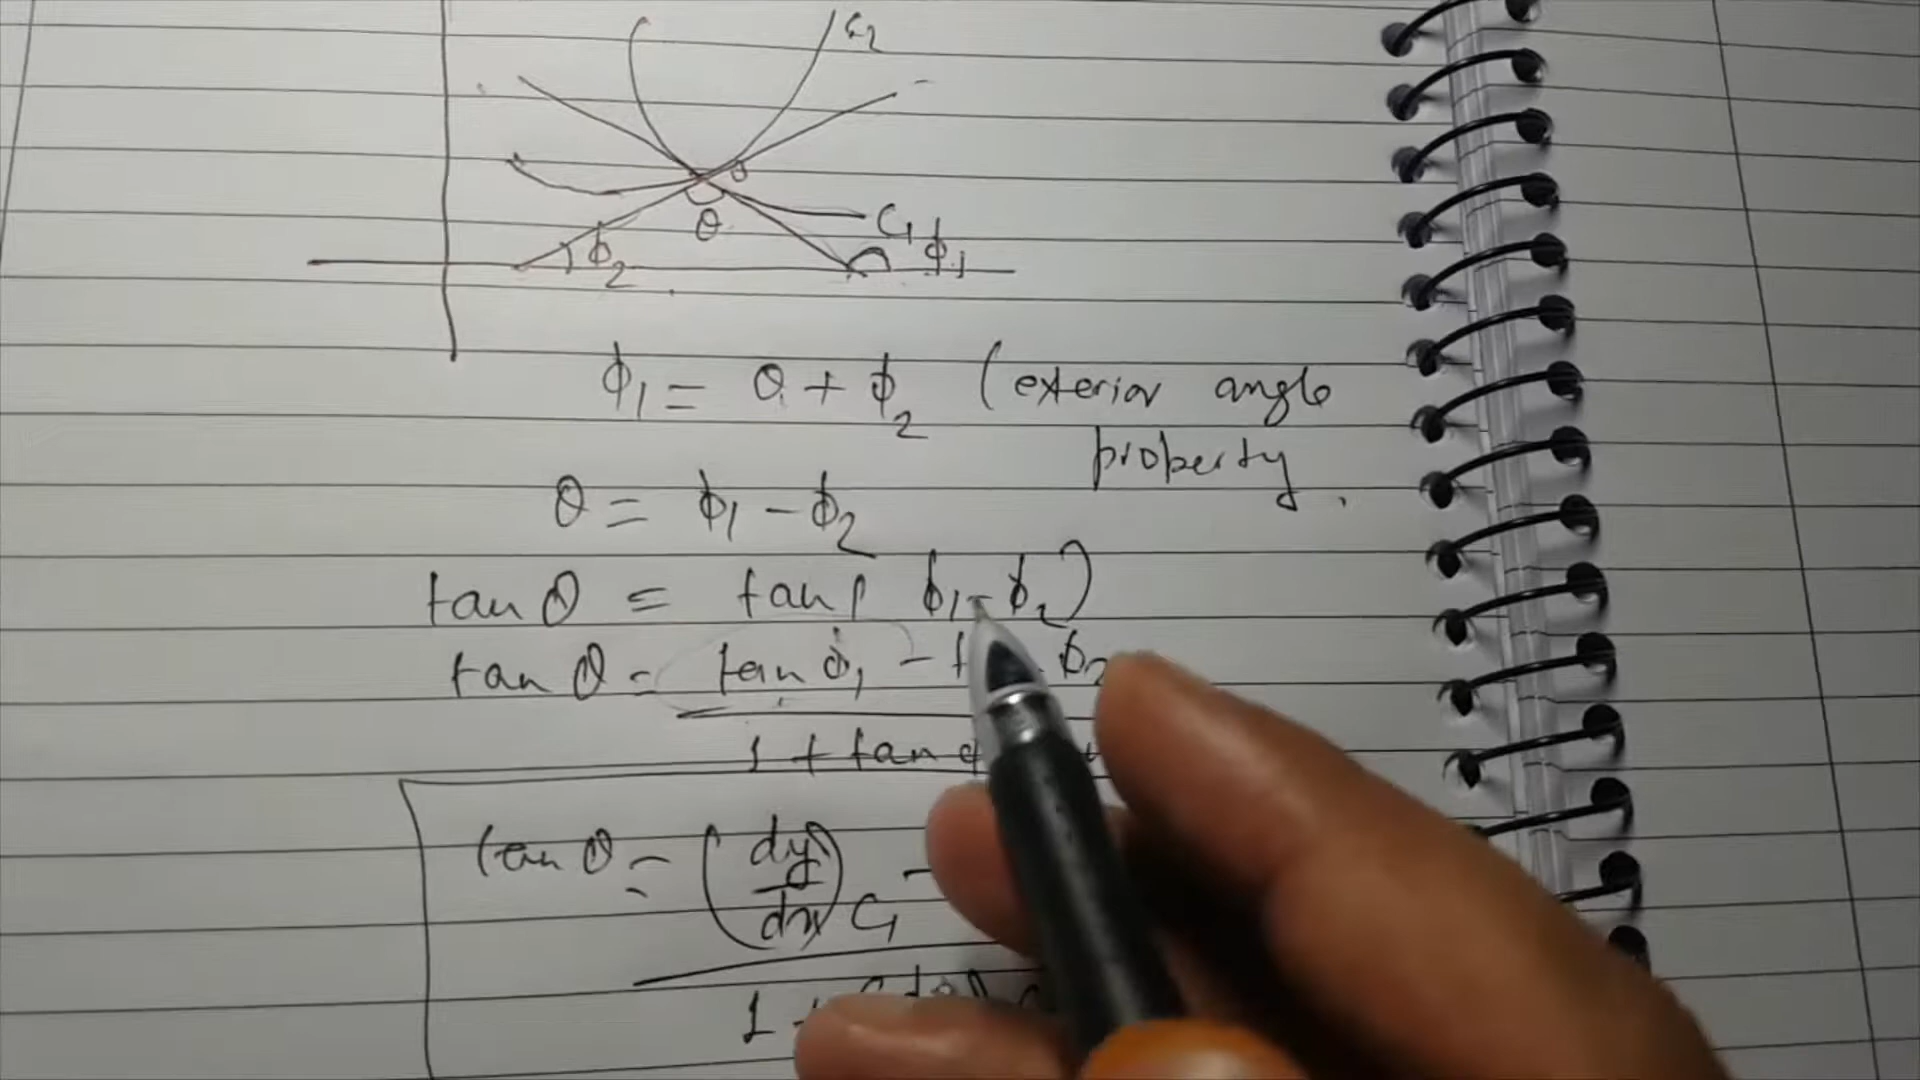 C2
θ
C1
ϕ2
ϕ1
ϕ1 = θ + ϕ2 (exterior angle
property.
θ = ϕ1 - ϕ2
tan θ = tan( ϕ1 - ϕ2)
tan θ = tan ϕ1 - ϕ2
1 + tan
tan θ = (dy/dx) C1 -
1 +